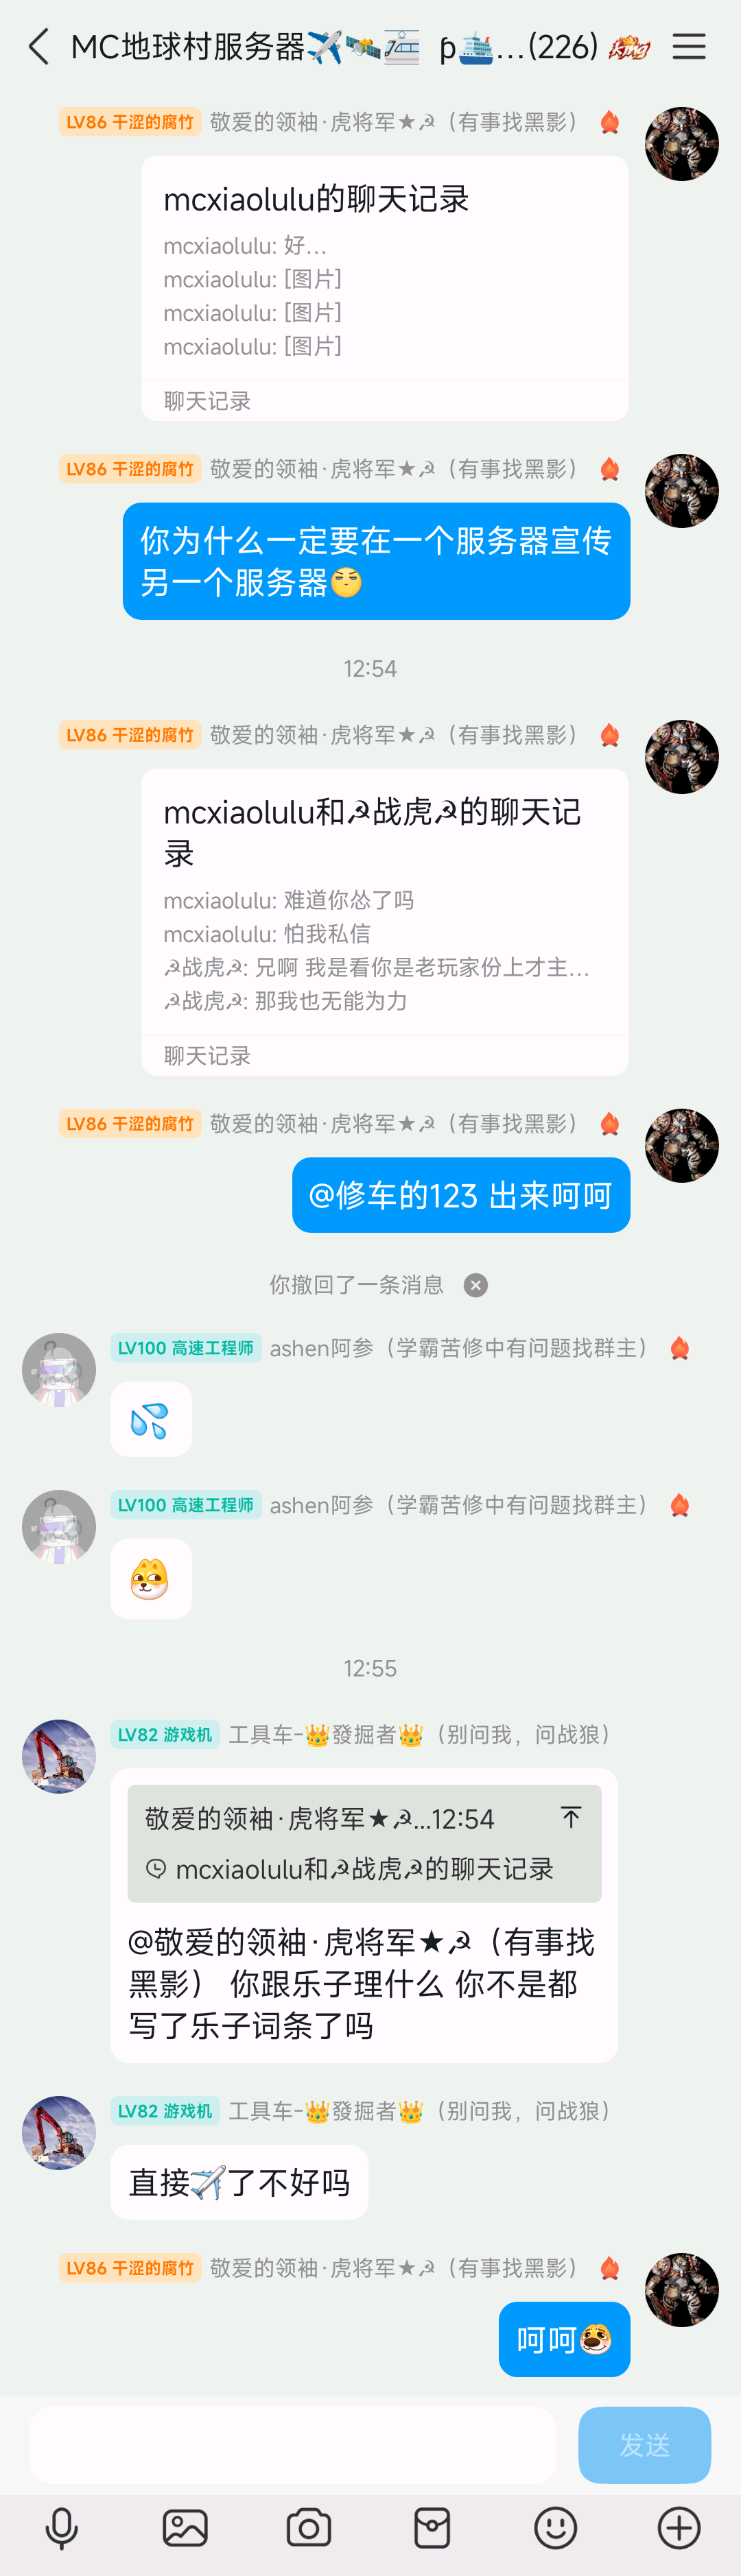 MC地球村服务器✈️🛰️🚈 ƿ🛳️...(226)
LV86 干涩的腐竹 敬爱的领袖·虎将军★☭（有事找黑影）
mcxiaolulu的聊天记录
mcxiaolulu: 好...
mcxiaolulu: [图片]
mcxiaolulu: [图片]
mcxiaolulu: [图片]
聊天记录
LV86 干涩的腐竹 敬爱的领袖·虎将军★☭（有事找黑影）
你为什么一定要在一个服务器宣传
另一个服务器
12:54
LV86 干涩的腐竹 敬爱的领袖·虎将军★☭（有事找黑影）
mcxiaolulu和☭战虎☭的聊天记
录
mcxiaolulu: 难道你怂了吗
mcxiaolulu: 怕我私信
☭战虎☭: 兄啊 我是看你是老玩家份上才主...
☭战虎☭: 那我也无能为力
聊天记录
LV86 干涩的腐竹 敬爱的领袖·虎将军★☭（有事找黑影）
@修车的123 出来呵呵
你撤回了一条消息
LV100 高速工程师 ashen阿参（学霸苦修中有问题找群主）
💦
LV100 高速工程师 ashen阿参（学霸苦修中有问题找群主）
12:55
LV82 游戏机 工具车-👑發掘者👑（别问我，问战狼）
敬爱的领袖·虎将军★☭...12:54
mcxiaolulu和☭战虎☭的聊天记录
@敬爱的领袖·虎将军★☭（有事找
黑影） 你跟乐子理什么 你不是都
写了乐子词条了吗
LV82 游戏机 工具车-👑發掘者👑（别问我，问战狼）
直接✈️了不好吗
LV86 干涩的腐竹 敬爱的领袖·虎将军★☭（有事找黑影）
呵呵
发送